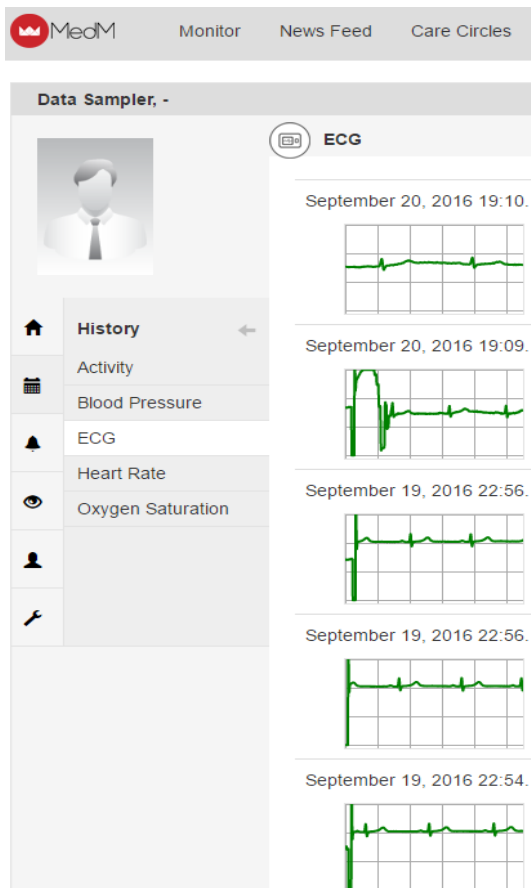 MedM Monitor News Feed Care Circles
Data Sampler, -
ECG
September 20, 2016 19:10.
September 20, 2016 19:09.
September 19, 2016 22:56.
September 19, 2016 22:56.
September 19, 2016 22:54.
History
Activity
Blood Pressure
ECG
Heart Rate
Oxygen Saturation